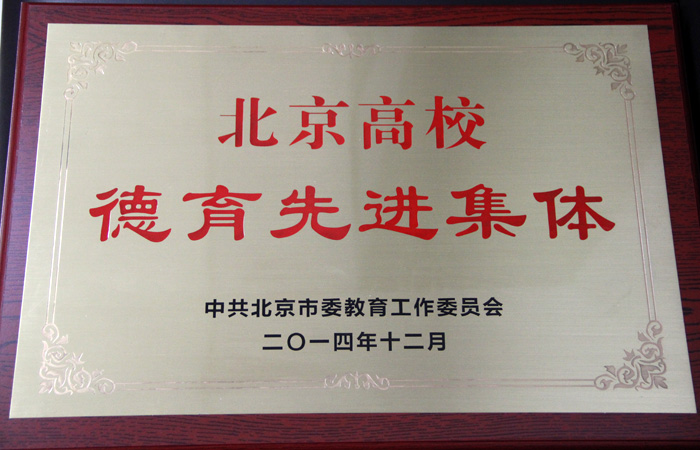 北京高校
德育先进集体
中共北京市委教育工作委员会
二〇一四年十二月